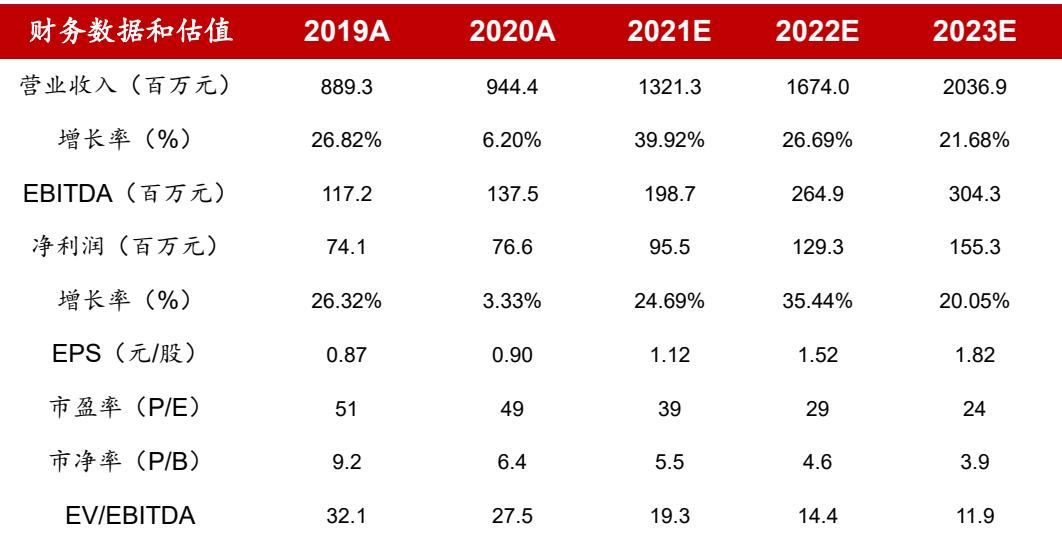 财务数据和估值 2019A 2020A 2021E 2022E 2023E
营业收入（百万元） 889.3 944.4 1321.3 1674.0 2036.9
增长率（%） 26.82% 6.20% 39.92% 26.69% 21.68%
EBITDA（百万元） 117.2 137.5 198.7 264.9 304.3
净利润（百万元） 74.1 76.6 95.5 129.3 155.3
增长率（%） 26.32% 3.33% 24.69% 35.44% 20.05%
EPS（元/股） 0.87 0.90 1.12 1.52 1.82
市盈率（P/E） 51 49 39 29 24
市净率（P/B） 9.2 6.4 5.5 4.6 3.9
EV/EBITDA 32.1 27.5 19.3 14.4 11.9